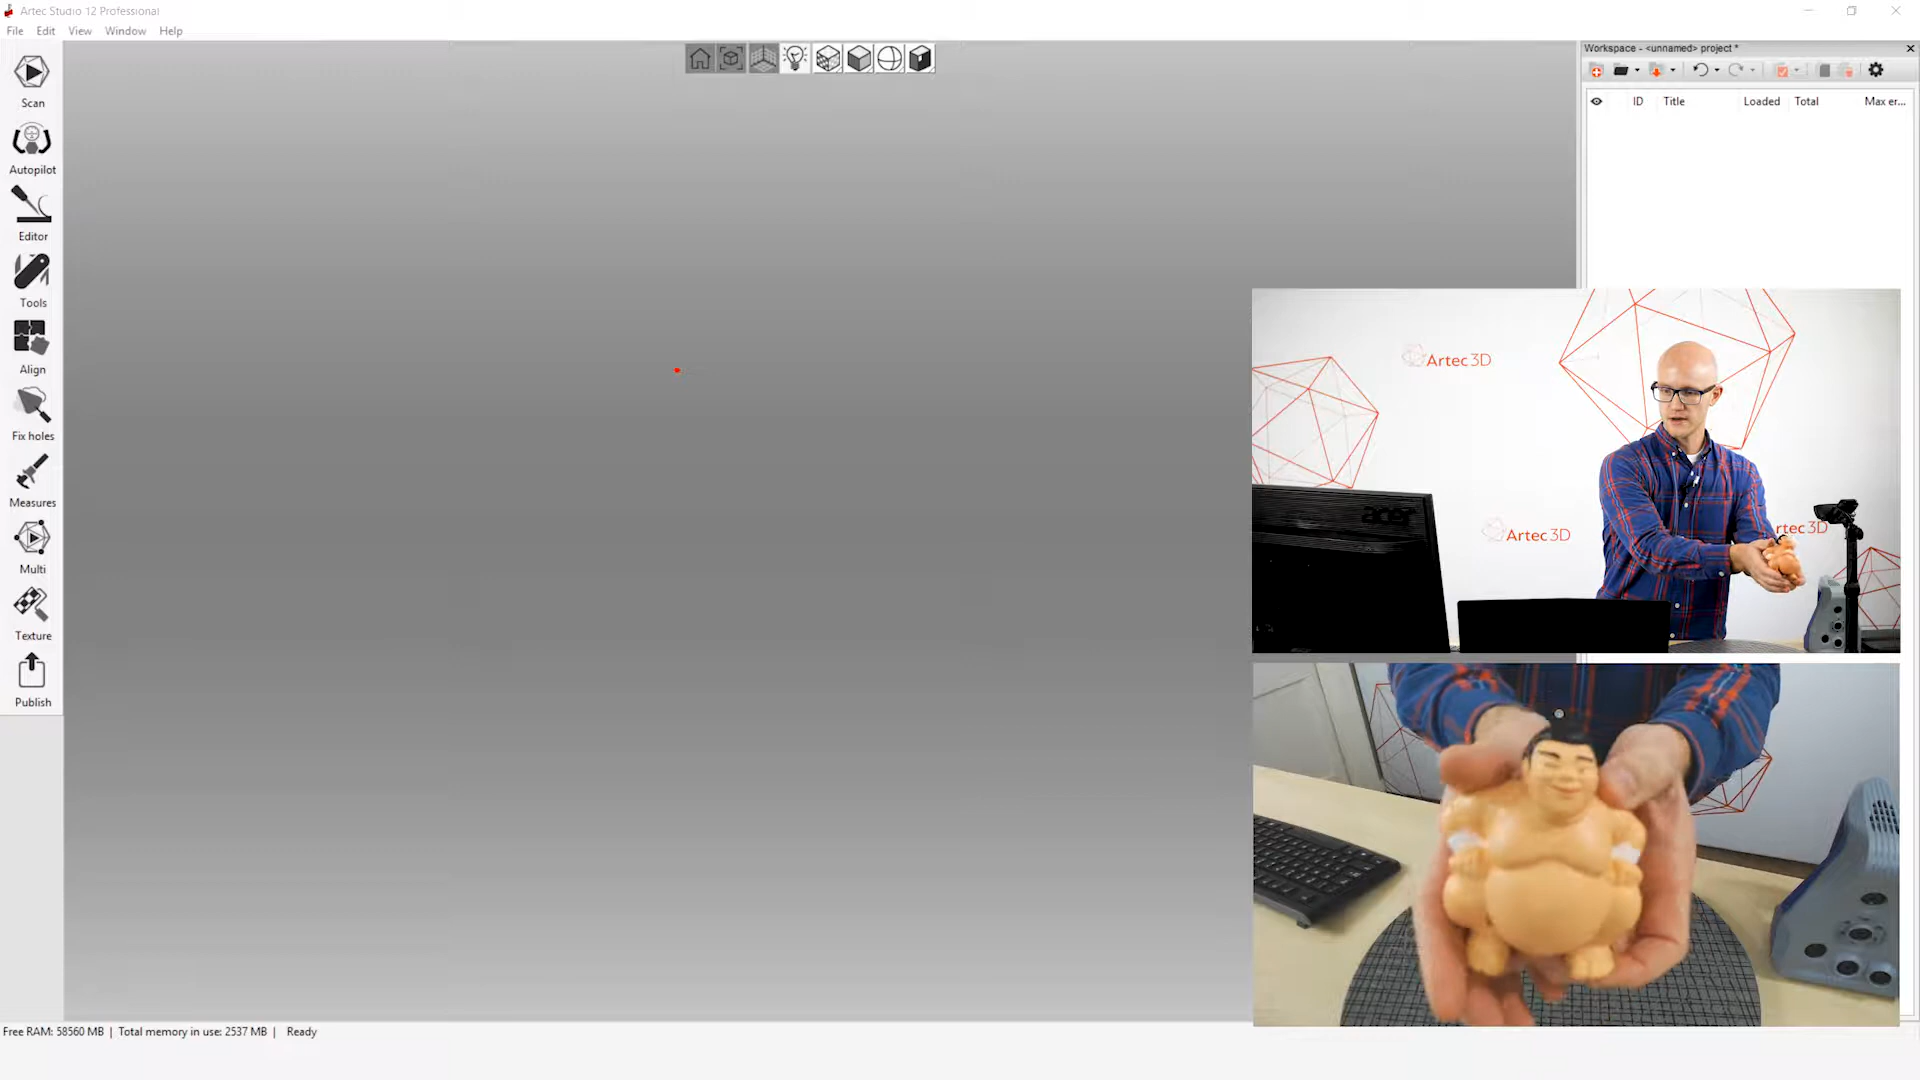 Artec Studio 12 Professional
File Edit View Window Help
Workspace - <unnamed> project *
ID Title Loaded Total Max er...
Scan
Autopilot
Editor
Tools
Align
Fix holes
Measures
Multi
Texture
Publish
Artec 3D
acer
Artec 3D
rtec 3D
Free RAM: 58560 MB | Total memory in use: 2537 MB | Ready